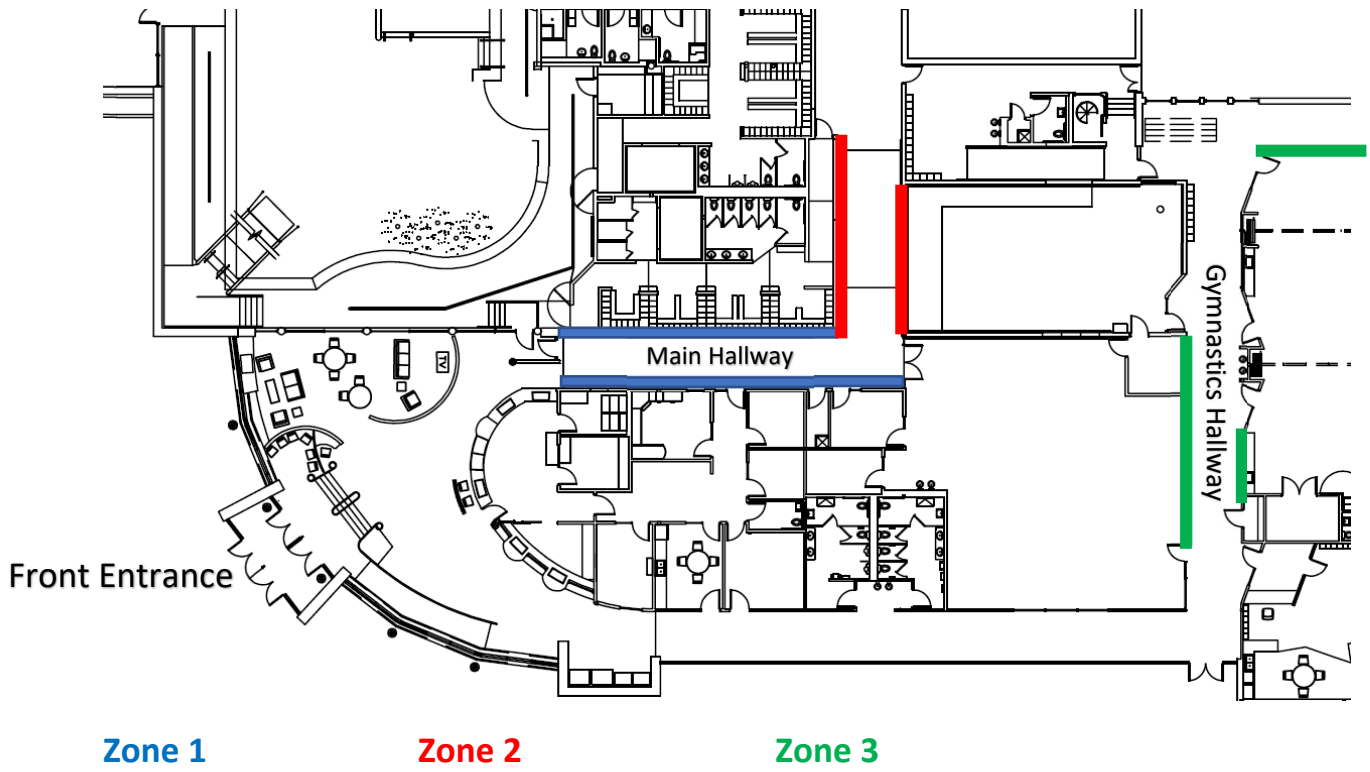 TV
Main Hallway
Gymnastics Hallway
Front Entrance
Zone 1
Zone 2
Zone 3